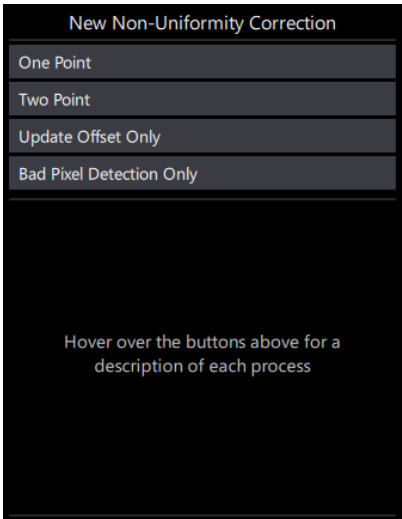 New Non-Uniformity Correction
One Point
Two Point
Update Offset Only
Bad Pixel Detection Only
Hover over the buttons above for a
description of each process